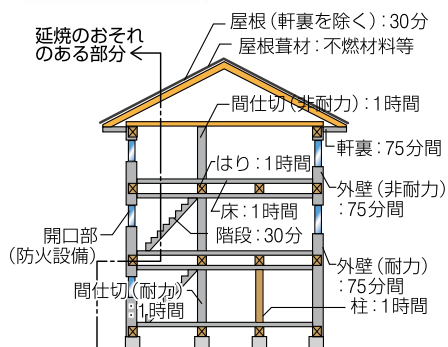 屋根(軒裏を除く):30分
屋根葺材:不燃材料等
延焼のおそれ
のある部分
間仕切(非耐力):1時間
軒裏:75分間
はり:1時間
外壁(非耐力)
:75分間
床:1時間
階段:30分
開口部
(防火設備)
外壁(耐力)
:75分間
間仕切(耐力)
:1時間
柱:1時間